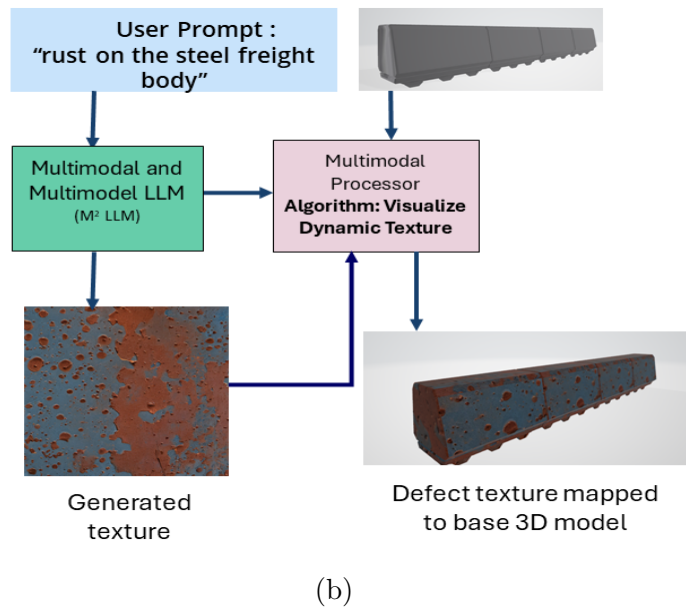 User Prompt :
“rust on the steel freight
body”
Multimodal and
Multimodel LLM
(M² LLM)
Multimodal
Processor
Algorithm: Visualize
Dynamic Texture
Generated
texture
Defect texture mapped
to base 3D model
(b)